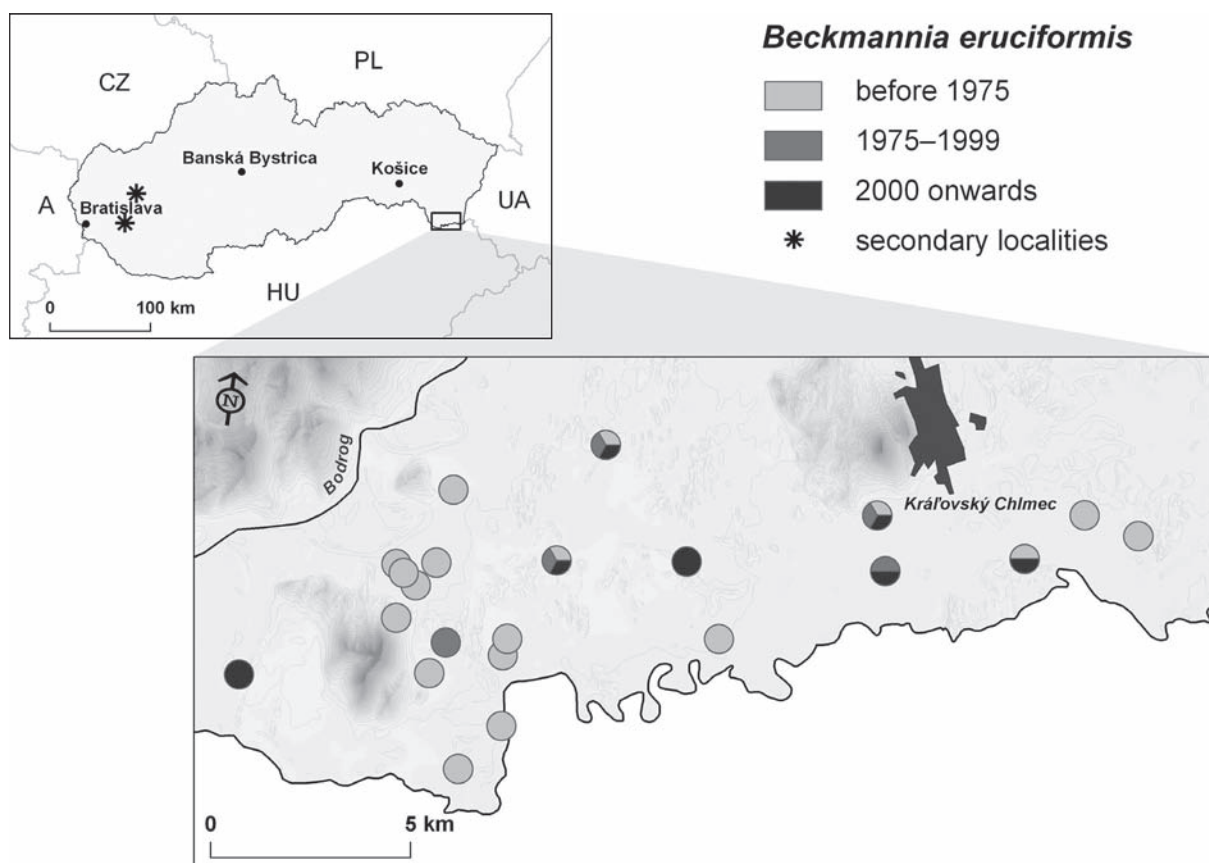 CZ
PL
Banská Bystrica
Košice
A
Bratislava
UA
HU
0 100 km
Beckmannia eruciformis
before 1975
1975–1999
2000 onwards
secondary localities
N
Bodrog
Kráľovský Chlmec
0 5 km